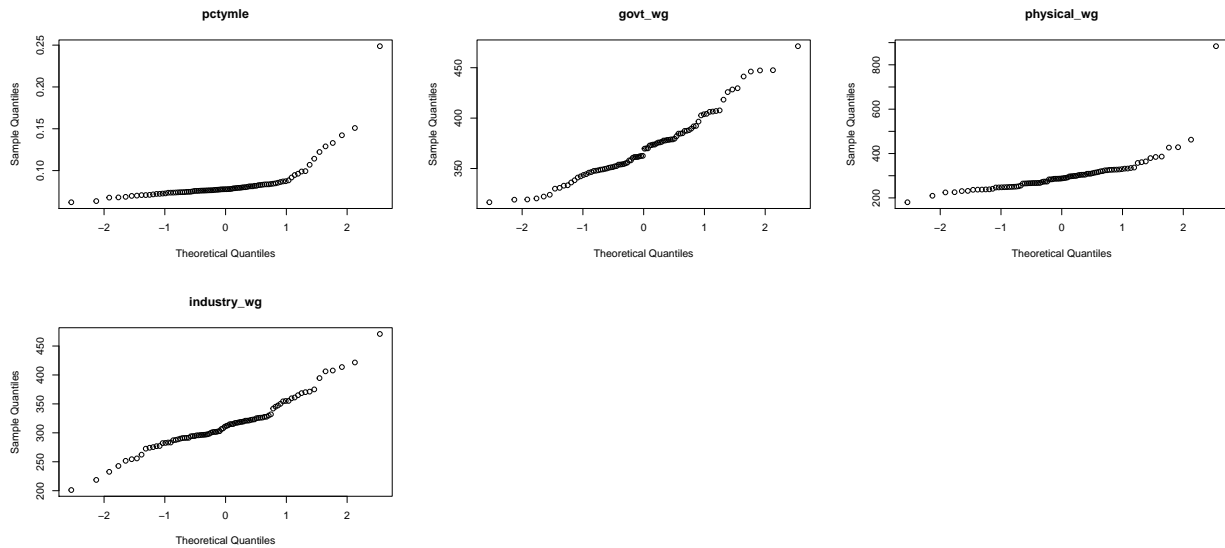 pctymle
Sample Quantiles
0.10 0.15 0.20 0.25
−2 −1 0 1 2
Theoretical Quantiles
govt_wg
Sample Quantiles
350 400 450
−2 −1 0 1 2
Theoretical Quantiles
physical_wg
Sample Quantiles
200 400 600 800
−2 −1 0 1 2
Theoretical Quantiles
industry_wg
Sample Quantiles
200 250 300 350 400 450
−2 −1 0 1 2
Theoretical Quantiles